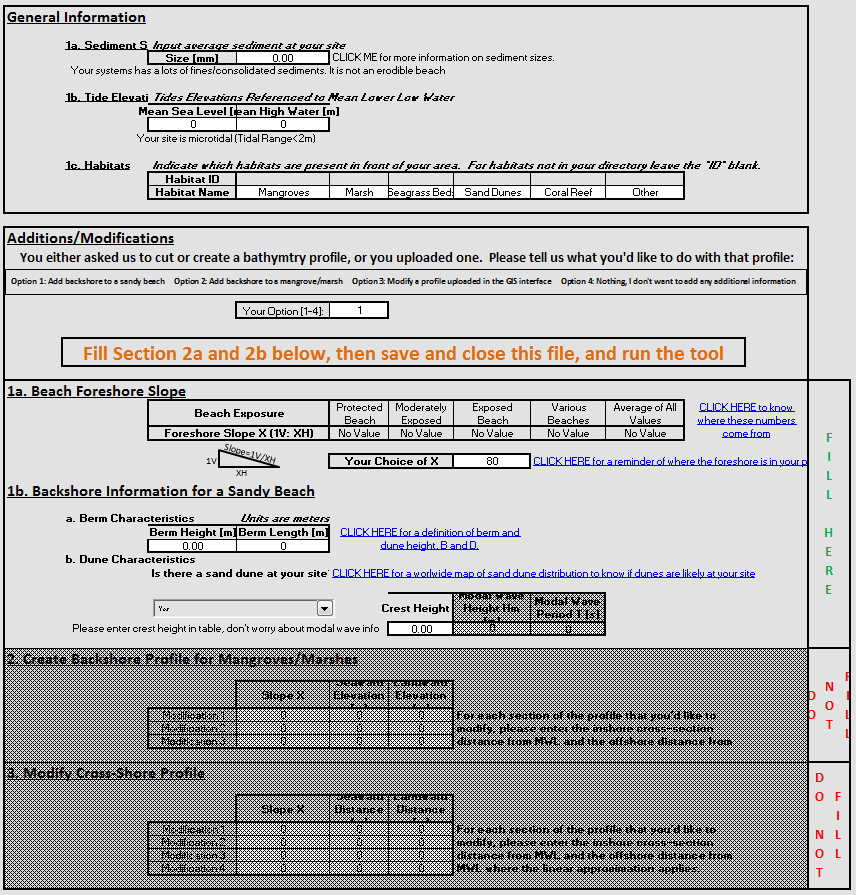 General Information
1a. Sediment S Input average sediment at your site
Size [mm] 0.00 CLICK ME for more information on sediment sizes.
Your systems has a lots of fines/consolidated sediments. It is not an erodible beach
1b. Tide Elevati Tides Elevations Referenced to Mean Lower Low Water
Mean Sea Level [ ean High Water [m]
0 0
Your site is microtidal (Tidal Range<2m)
1c. Habitats Indicate which habitats are present in front of your area. For habitats not in your directory leave the "ID" blank.
Habitat ID
Habitat Name Mangroves Marsh Seagrass Bed Sand Dunes Coral Reef Other
Additions/Modifications
You either asked us to cut or create a bathymtry profile, or you uploaded one. Please tell us what you'd like to do with that profile:
Option 1: Add backshore to a sandy beach Option 2: Add backshore to a mangrove/marsh Option 3: Modify a profile uploaded in the GIS interface Option 4: Nothing, I don't want to add any additional information
Your Option [1-4]: 1
Fill Section 2a and 2b below, then save and close this file, and run the tool
1a. Beach Foreshore Slope
Beach Exposure Protected Beach Moderately Exposed Exposed Beach Various Beaches Average of All Values
CLICK HERE to know where these numbers come from
Foreshore Slope X (1V: XH) No Value No Value No Value No Value No Value
Slope=1V/XH
1V
XH
Your Choice of X 80 CLICK HERE for a reminder of where the foreshore is in your p
1b. Backshore Information for a Sandy Beach
a. Berm Characteristics Units are meters
Berm Height [m] Berm Length [m]
0.00 0
CLICK HERE for a definition of berm and
dune height, B and D.
b. Dune Characteristics
Is there a sand dune at your site CLICK HERE for a worlwide map of sand dune distribution to know if dunes are likely at your site
Yes
Crest Height Modal Wave Height Hm Modal Wave Period T [s]
Please enter crest height in table, don't worry about modal wave info 0.00 0 0
FILL HERE
2. Create Backshore Profile for Mangroves/Marshes
Slope X Seaward Elevation Landward Elevation
Modification 1 0 0 0 For each section of the profile that you'd like to
Modification 2 0 0 0 modify, please enter the inshore cross-section
Modification 3 0 0 0 distance from MWL and the offshore distance from
DO NOT FILL
3. Modify Cross-Shore Profile
Slope X Seaward Distance Landward Distance
Modification 1 0 0 0 For each section of the profile that you'd like to
Modification 2 0 0 0 modify, please enter the inshore cross-section
Modification 3 0 0 0 distance from MWL and the offshore distance from
Modification 4 0 0 0 MWL where the linear approximation applies.
DO NOT FILL